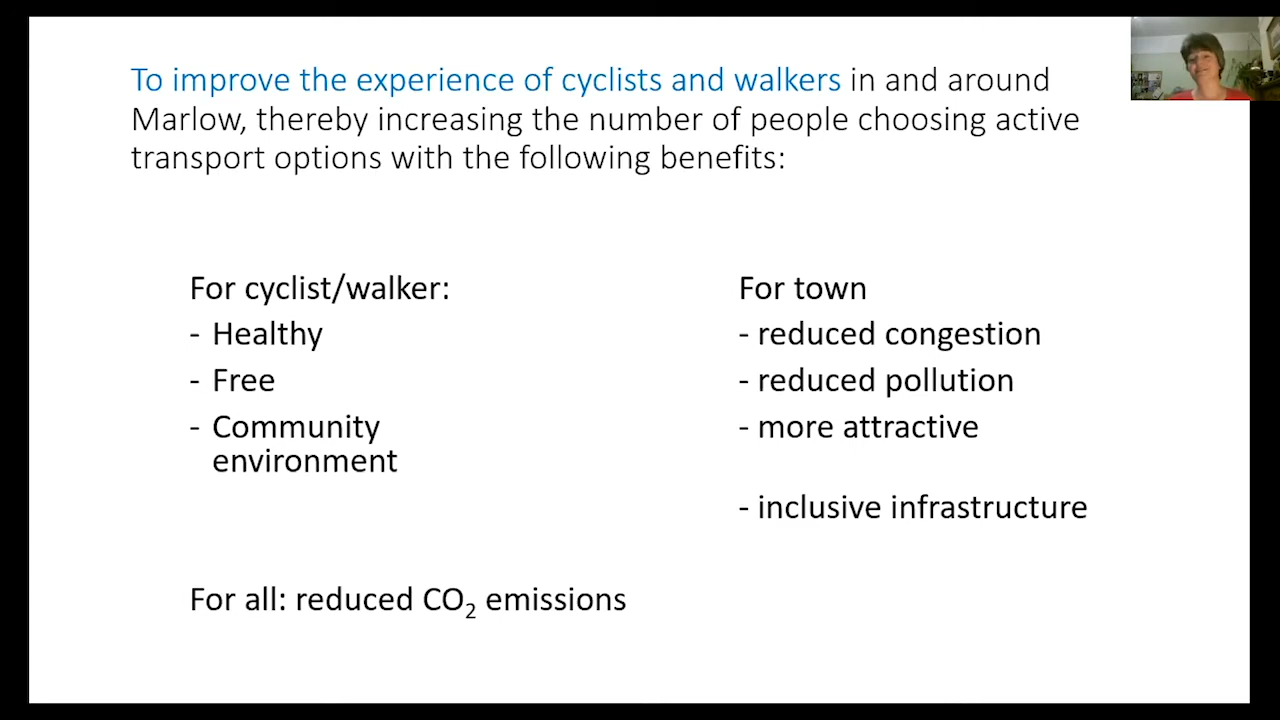 To improve the experience of cyclists and walkers in and around
Marlow, thereby increasing the number of people choosing active
transport options with the following benefits:
For cyclist/walker:
- Healthy
- Free
- Community
environment
For town
- reduced congestion
- reduced pollution
- more attractive
- inclusive infrastructure
For all: reduced CO₂ emissions